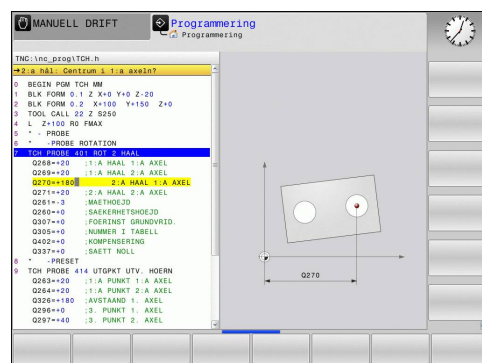 MANUELL DRIFT
Programmering
Programmering
TNC:\nc_prog\TCH.h
→2:a hål: Centrum i 1:a axeln?
0 BEGIN PGM TCH MM
1 BLK FORM 0.1 Z X+0 Y+0 Z-20
2 BLK FORM 0.2 X+100 Y+150 Z+0
3 TOOL CALL 22 Z S250
4 L Z+100 R0 FMAX
5 * - PROBE
6 * -PROBE ROTATION
7 TCH PROBE 401 ROT 2 HAAL
Q268=+20 ;1:A HAAL 1:A AXEL
Q269=+20 ;1:A HAAL 2:A AXEL
Q270=+180 2:A HAAL 1:A AXEL
Q271=+20 ;2:A HAAL 2:A AXEL
Q261=-3 ;MAETHOEJD
Q260=+0 ;SAEKERHETSHOEJD
Q307=+0 ;FOERINST GRUNDVRID.
Q305=+0 ;NUMMER I TABELL
Q402=+0 ;KOMPENSERING
Q337=+0 ;SAETT NOLL
8 * -PRESET
9 TCH PROBE 414 UTGPKT UTV. HOERN
Q263=+20 ;1:A PUNKT 1:A AXEL
Q264=+20 ;1:A PUNKT 2:A AXEL
Q326=+180 ;AVSTAAND 1. AXEL
Q296=+0 ;3. PUNKT 1. AXEL
Q297=+40 ;3. PUNKT 2. AXEL
Q270